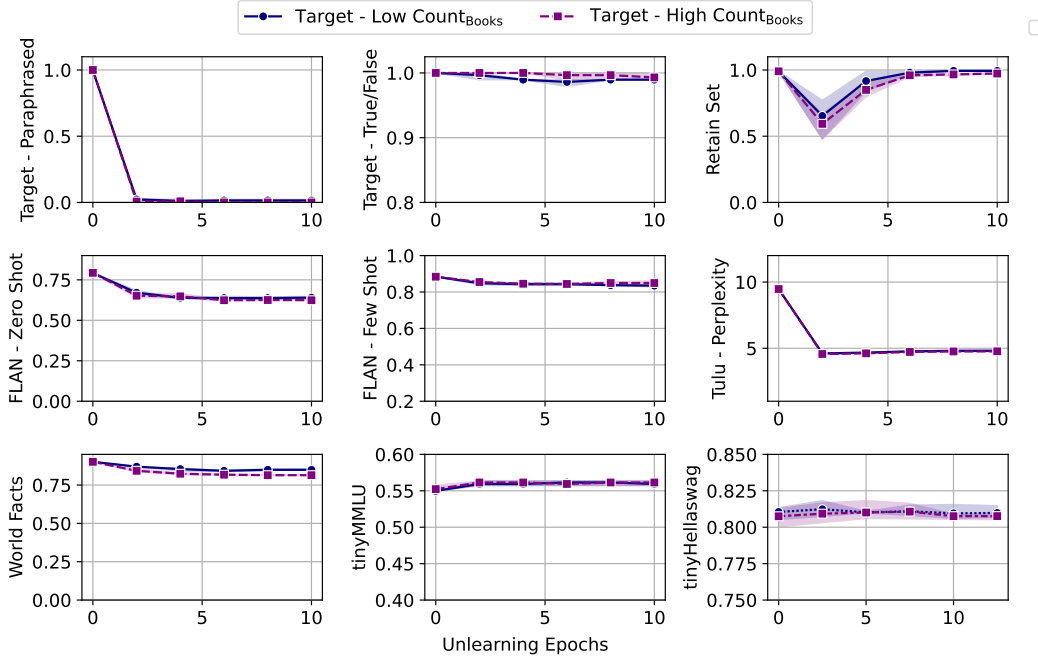 Target - Low Count_Books Target - High Count_Books
Target - Paraphrased
1.0
0.5
0.0
0 5 10
Target - True/False
1.0
0.9
0.8
0 5 10
Retain Set
1.0
0.5
0.0
0 5 10
FLAN - Zero Shot
0.75
0.50
0.25
0.00
0 5 10
FLAN - Few Shot
1.0
0.8
0.6
0.4
0.2
0 5 10
Tulu - Perplexity
10
5
0 5 10
World Facts
0.75
0.50
0.25
0.00
0 5 10
tinyMMLU
0.60
0.55
0.50
0.45
0.40
0 5 10
tinyHellaswag
0.850
0.825
0.800
0.775
0.750
0 5 10
Unlearning Epochs